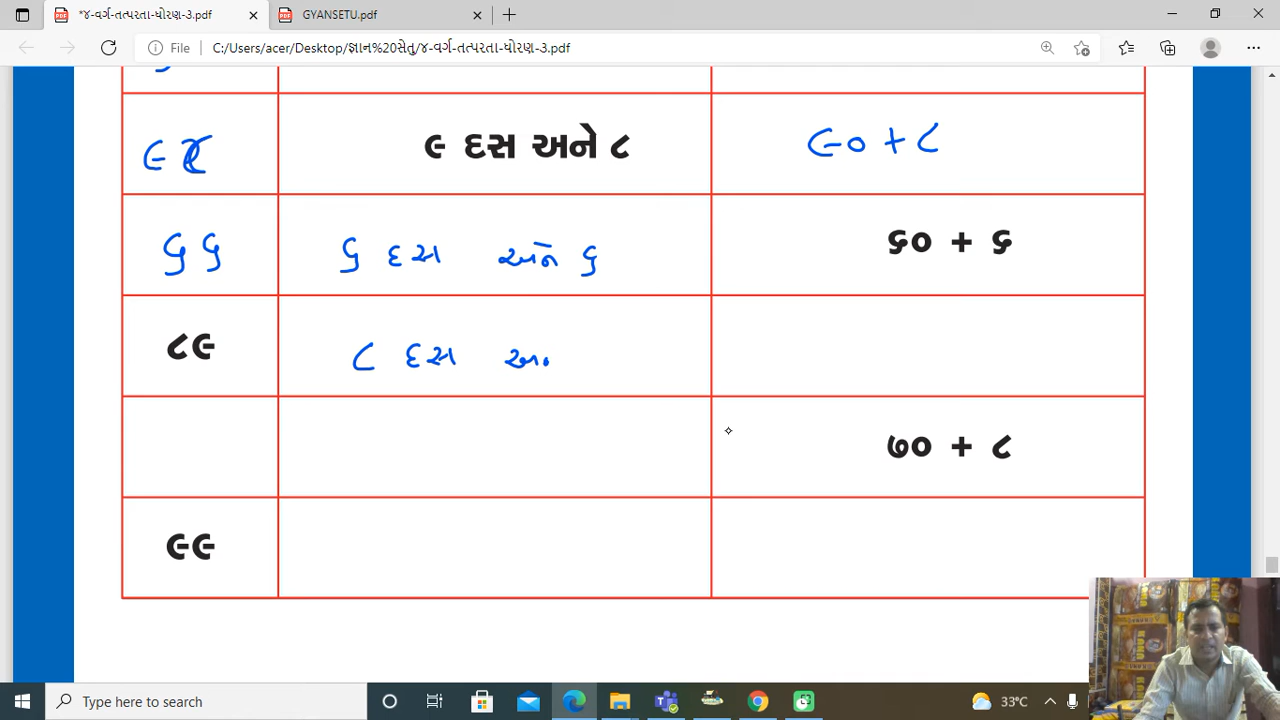 *૪-વર્ગ-તત્પરતા-ધોરણ-3.pdf
GYANSETU.pdf
File C:/Users/acer/Desktop/જ્ઞાન%20સેતુ/૪-વર્ગ-તત્પરતા-ધોરણ-3.pdf
૯ ૯ દસ અને ૮ ૯૦ + ૮
૬૬ ૬ દસ અને ૬ ૬૦ + ૬
૮૯ ૮ દસ
૭૦ + ૮
૯૯
Type here to search
33°C